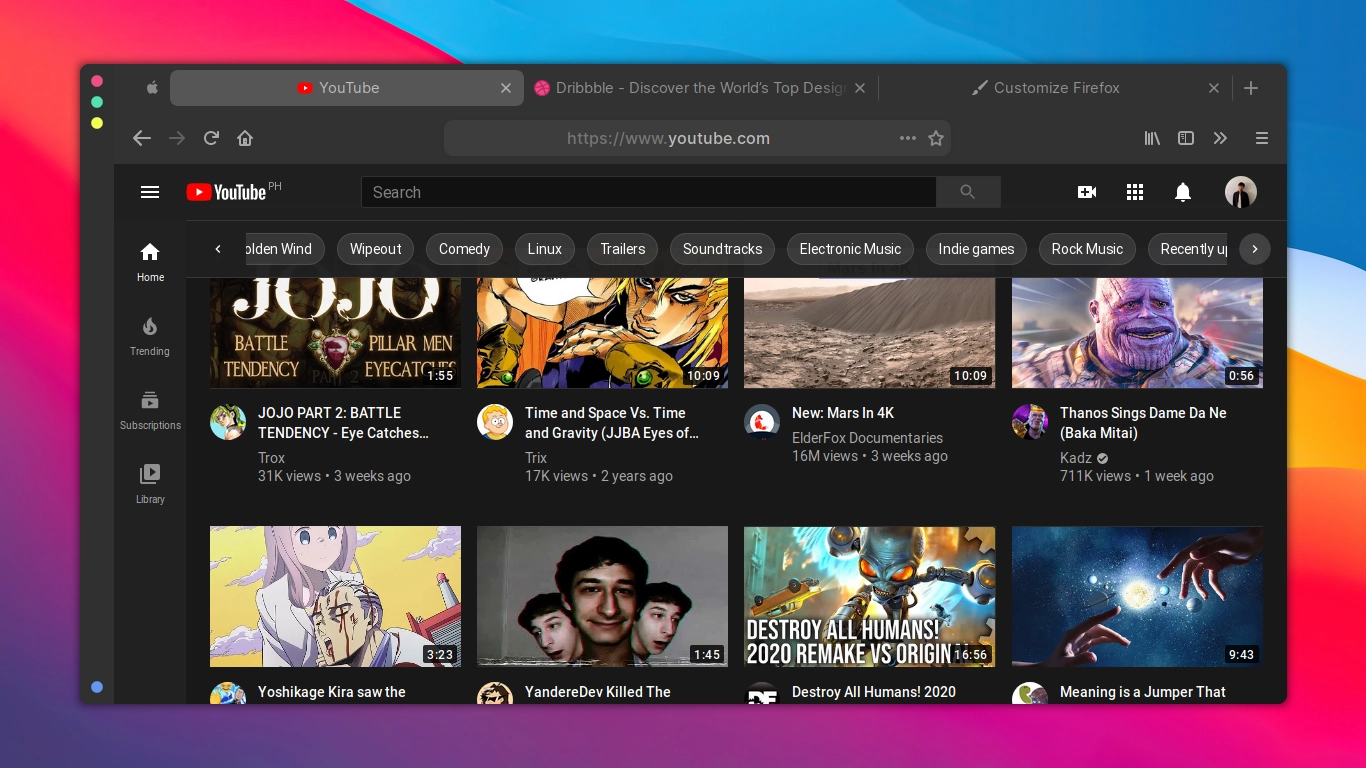 YouTube
Dribbble - Discover the World's Top Desig
Customize Firefox
https://www.youtube.com
YouTube PH
Search
olden Wind
Wipeout
Comedy
Linux
Trailers
Soundtracks
Electronic Music
Indie games
Rock Music
Recently up
Home
Trending
Subscriptions
Library
JOJO
BATTLE
TENDENCY
PILLAR MEN
EYECATCHES
PART 2
1:55
10:09
10:09
0:56
JOJO PART 2: BATTLE
TENDENCY - Eye Catches…
Trox
31K views • 3 weeks ago
Time and Space Vs. Time
and Gravity (JJBA Eyes of…
Trix
17K views • 2 years ago
New: Mars In 4K
ElderFox Documentaries
16M views • 3 weeks ago
Thanos Sings Dame Da Ne
(Baka Mitai)
Kadz
711K views • 1 week ago
3:23
1:45
DESTROY ALL HUMANS!
2020 REMAKE VS ORIGIN
16:56
9:43
Yoshikage Kira saw the
YandereDev Killed The
DF
Destroy All Humans! 2020
Meaning is a Jumper That